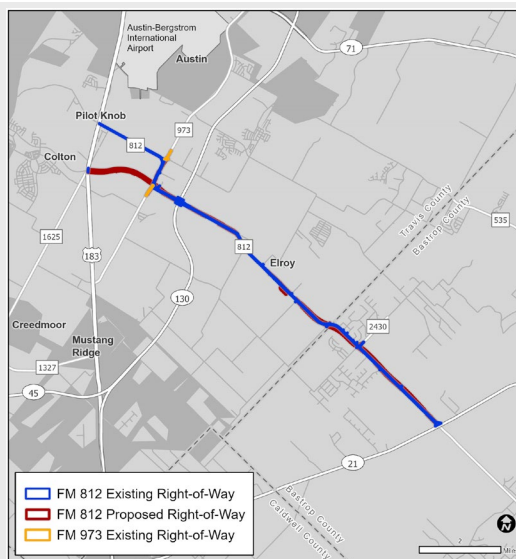 Austin-Bergstrom
International
Airport
Austin
71
Pilot Knob
812
973
Colton
1625
183
812
535
Travis County
Bastrop County
Elroy
130
2430
Creedmoor
Mustang
Ridge
1327
45
21
Bastrop County
Caldwell County
FM 812 Existing Right-of-Way
FM 812 Proposed Right-of-Way
FM 973 Existing Right-of-Way
2